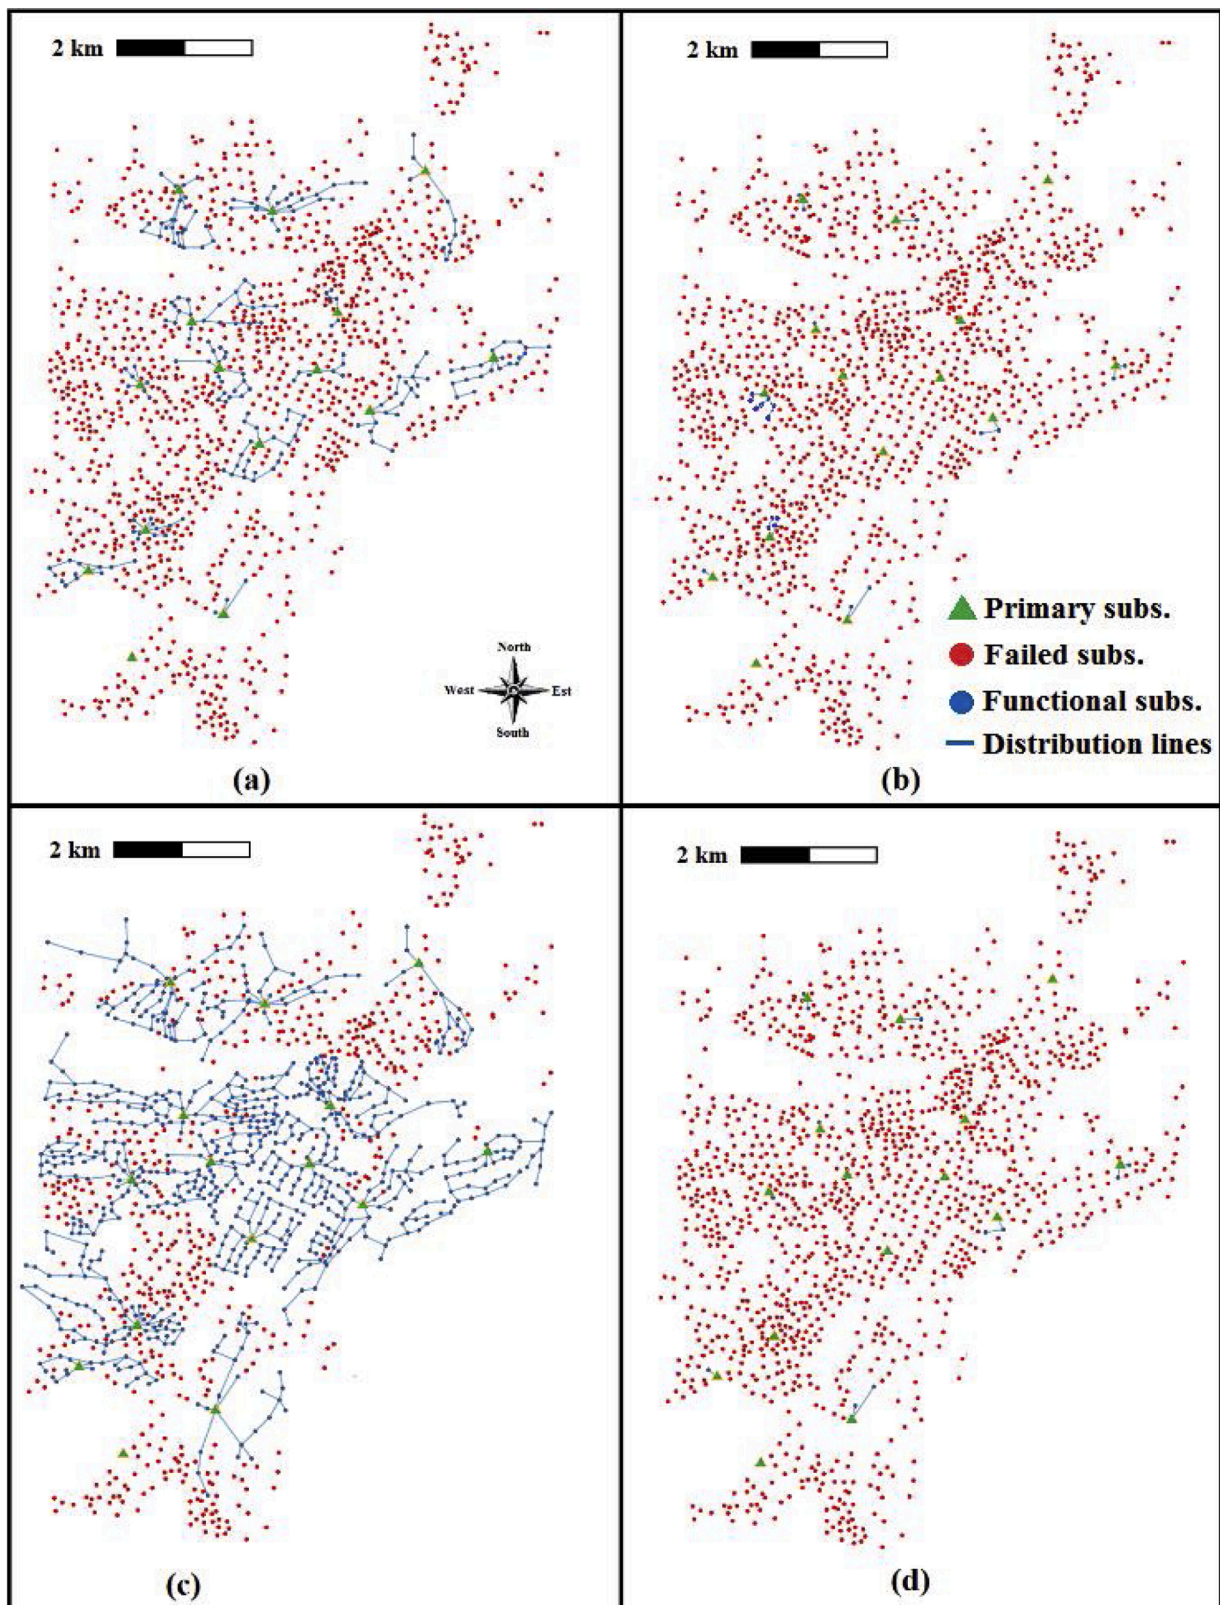 2 km
2 km
North
West
Est
South
(a)
Primary subs.
Failed subs.
Functional subs.
Distribution lines
(b)
2 km
2 km
(c)
(d)